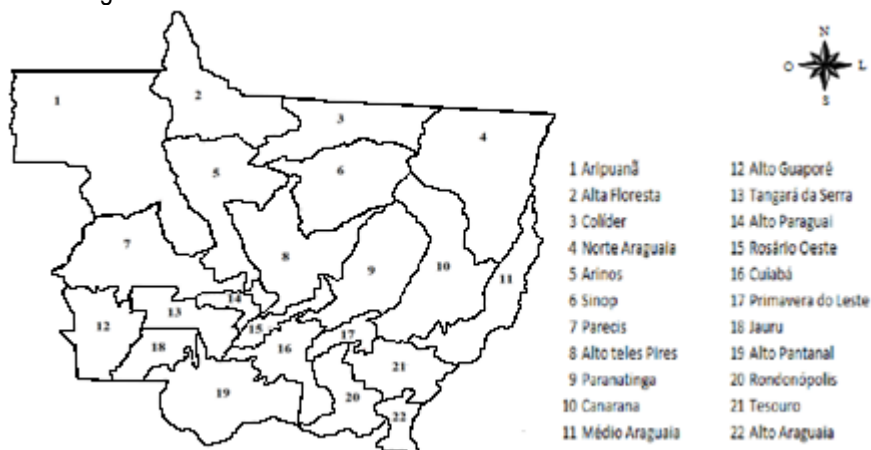 N
O L
S
1
2
3
4
5
6
7
8
9
10
11
12
13
14
15
16
17
18
19
20
21
22
1 Aripuanã
2 Alta Floresta
3 Colíder
4 Norte Araguaia
5 Arinos
6 Sinop
7 Parecis
8 Alto teles Pires
9 Paranatinga
10 Canarana
11 Médio Araguaia
12 Alto Guaporé
13 Tangará da Serra
14 Alto Paraguai
15 Rosário Oeste
16 Cuiabá
17 Primavera do Leste
18 Jauru
19 Alto Pantanal
20 Rondonópolis
21 Tesouro
22 Alto Araguaia